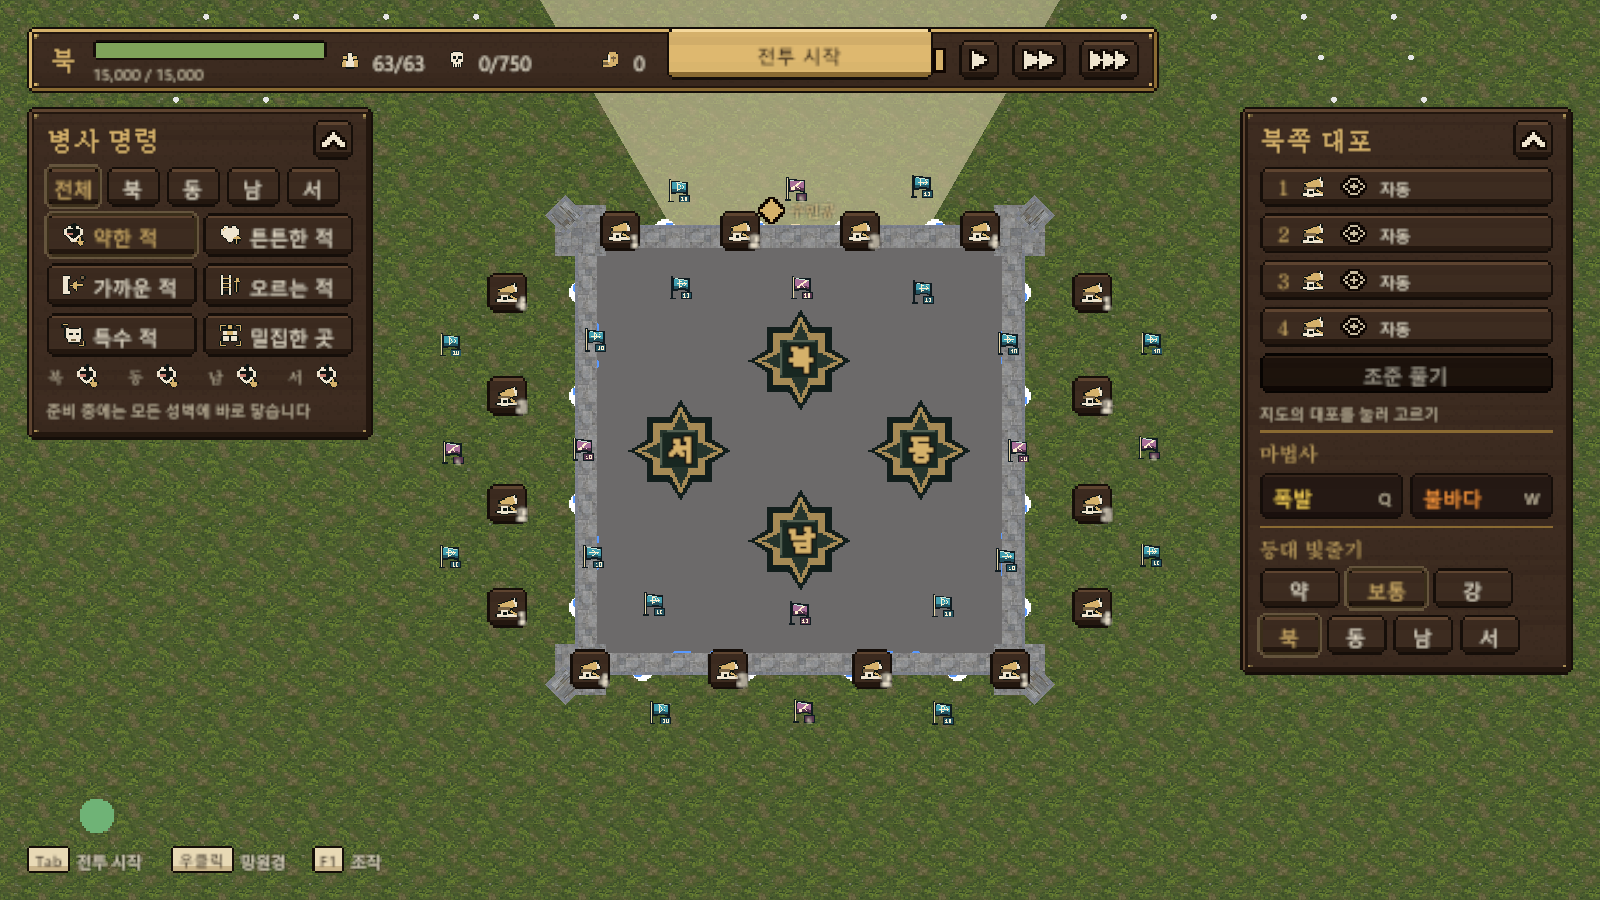 북
15,000 / 15,000
63/63
0/750
0
전투 시작
병사 명령
전체 북 동 남 서
약한 적 튼튼한 적
가까운 적 오르는 적
특수 적 밀집한 곳
북 동 남 서
준비 중에는 모든 성벽에 바로 닿습니다
북쪽 대포
1 자동
2 자동
3 자동
4 자동
조준 풀기
지도의 대포를 눌러 고르기
마법사
폭발 Q 불바다 W
등대 빛줄기
약 보통 강
북 동 남 서
북
서 동
남
Tab 전투 시작 우클릭 망원경 F1 조작